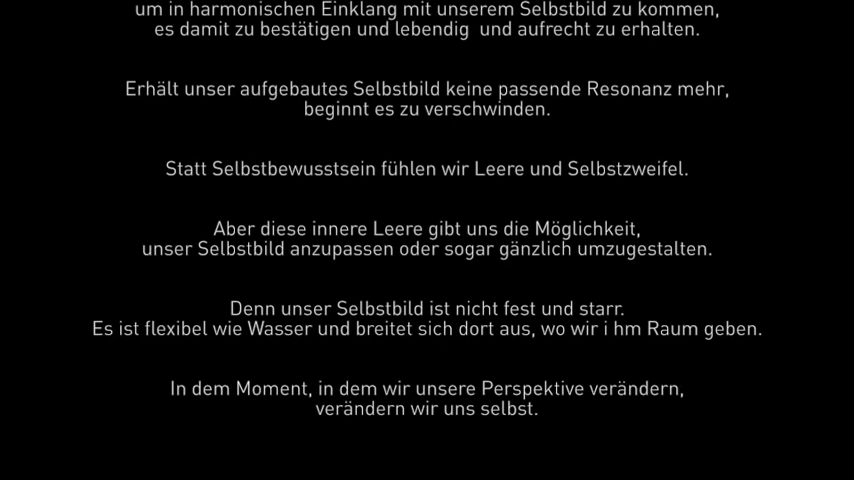 um in harmonischen Einklang mit unserem Selbstbild zu kommen,
es damit zu bestätigen und lebendig  und aufrecht zu erhalten.
Erhält unser aufgebautes Selbstbild keine passende Resonanz mehr,
beginnt es zu verschwinden.
Statt Selbstbewusstsein fühlen wir Leere und Selbstzweifel.
Aber diese innere Leere gibt uns die Möglichkeit,
unser Selbstbild anzupassen oder sogar gänzlich umzugestalten.
Denn unser Selbstbild ist nicht fest und starr.
Es ist flexibel wie Wasser und breitet sich dort aus, wo wir i hm Raum geben.
In dem Moment, in dem wir unsere Perspektive verändern,
verändern wir uns selbst.